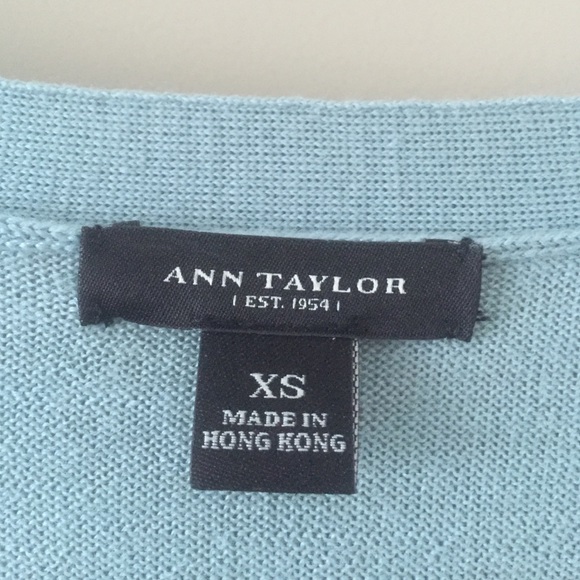 ANN TAYLOR
| EST. 1954 |
XS
MADE IN
HONG KONG